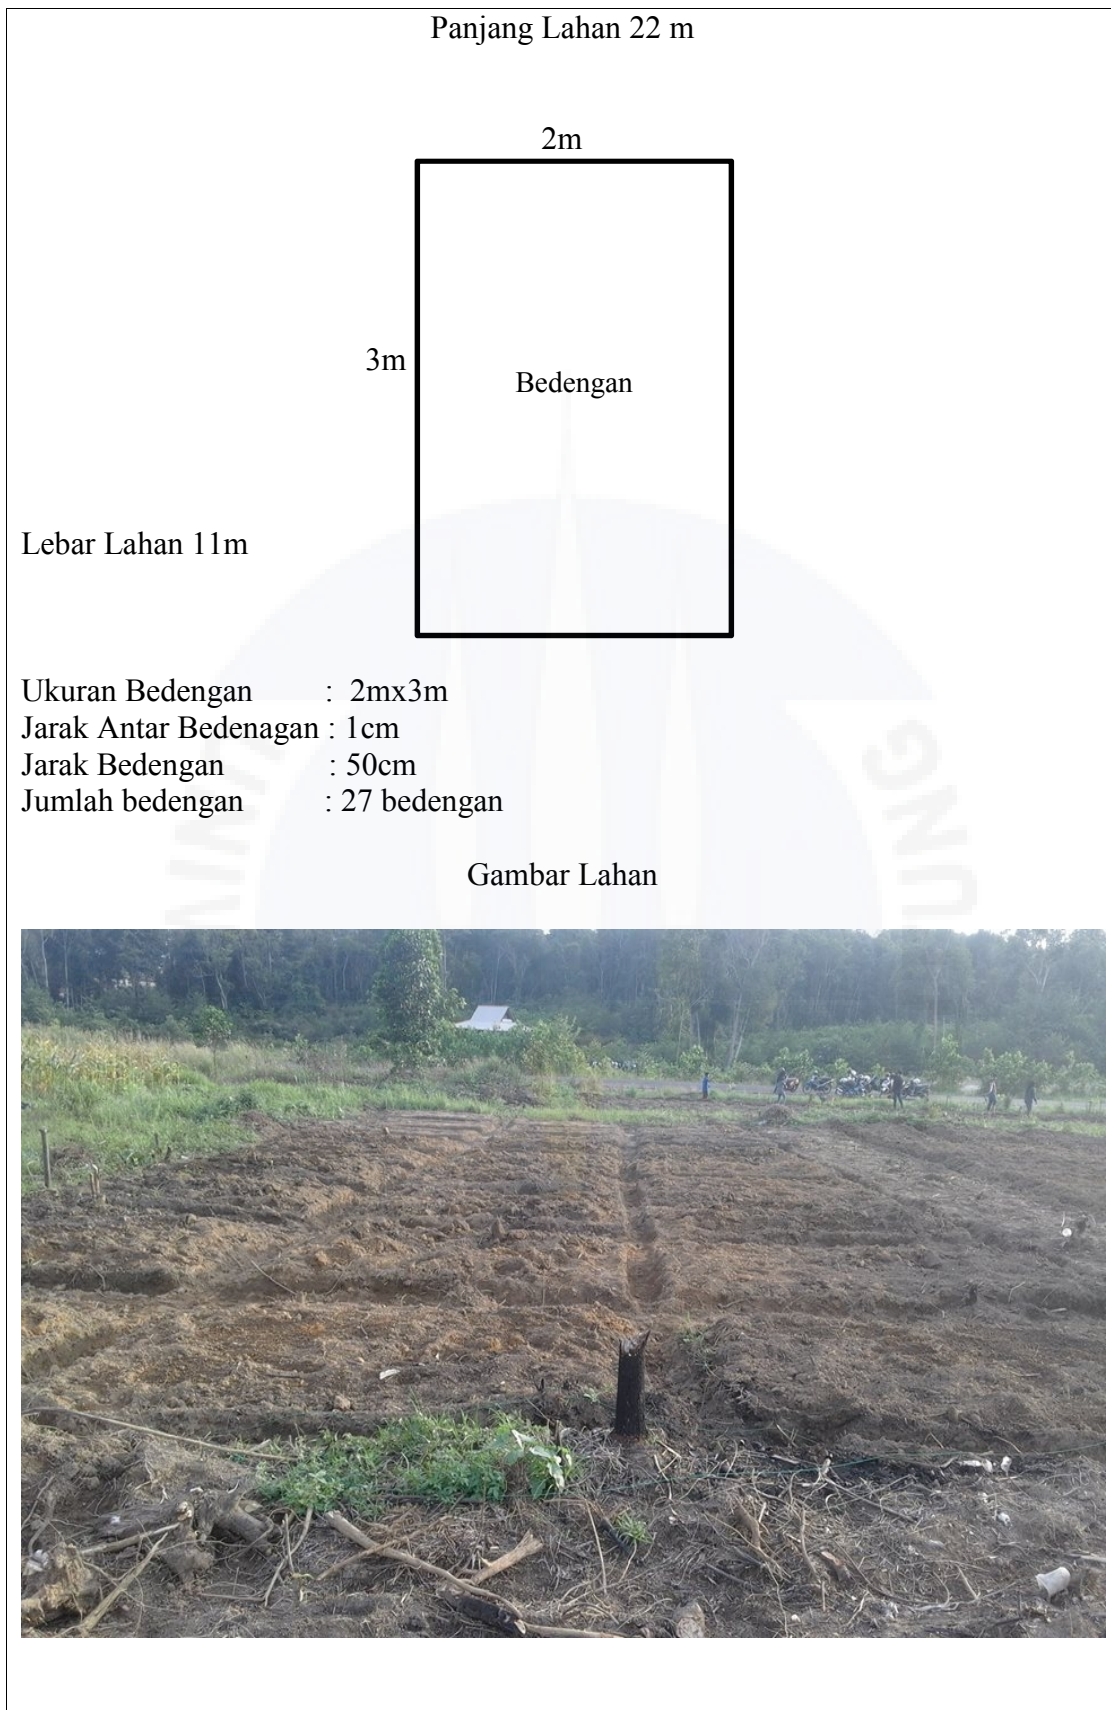 Panjang Lahan 22 m
2m
3m
Bedengan
Lebar Lahan 11m
Ukuran Bedengan : 2mx3m
Jarak Antar Bedenagan : 1cm
Jarak Bedengan : 50cm
Jumlah bedengan : 27 bedengan
Gambar Lahan